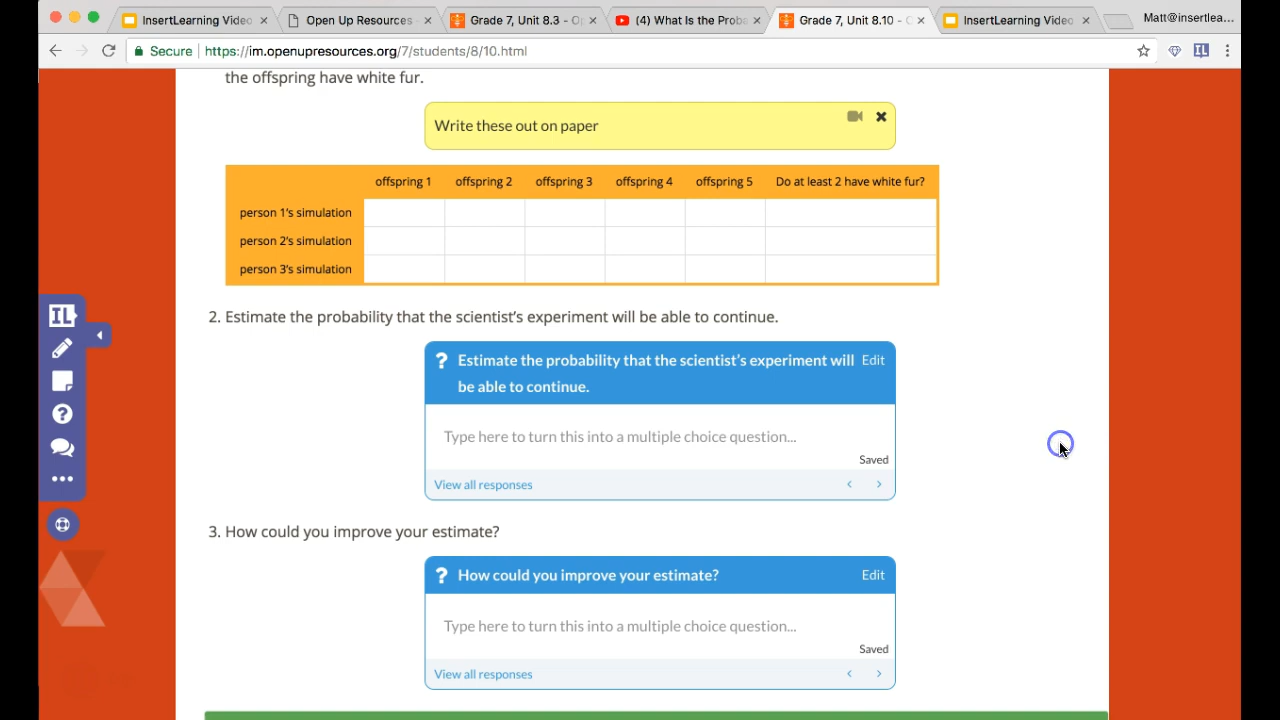 InsertLearning Video
Open Up Resources
Grade 7, Unit 8.3 - O
(4) What Is the Proba
Grade 7, Unit 8.10 - O
InsertLearning Video
Matt@insertlea...
Secure https://im.openupresources.org/7/students/8/10.html
IL
the offspring have white fur.
Write these out on paper
offspring 1 offspring 2 offspring 3 offspring 4 offspring 5 Do at least 2 have white fur?
person 1's simulation
person 2's simulation
person 3's simulation
IL
2. Estimate the probability that the scientist's experiment will be able to continue.
? Estimate the probability that the scientist's experiment will Edit
be able to continue.
Type here to turn this into a multiple choice question...
Saved
View all responses
3. How could you improve your estimate?
? How could you improve your estimate? Edit
Type here to turn this into a multiple choice question...
Saved
View all responses